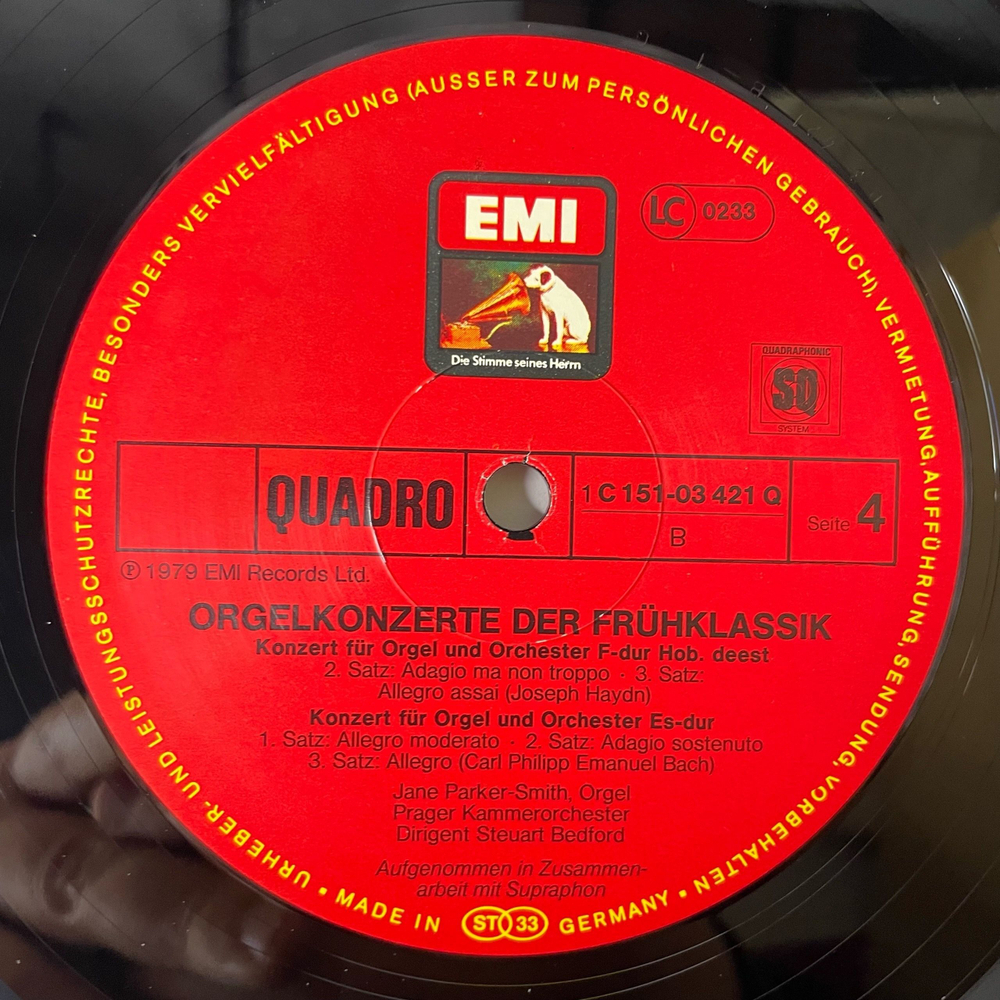 URHEBER- UND LEISTUNGSSCHUTZRECHTE, BESONDERS VERVIELFÄLTIGUNG (AUSSER ZUM PERSÖNLICHEN GEBRAUCH), VERMIETUNG, AUFFÜHRUNG, SENDUNG, VORBEHALTEN •
EMI
LC 0233
Die Stimme seines Herrn
QUADRAPHONIC
SQ
SYSTEM
QUADRO
1 C 151-03 421 Q
B
Seite 4
℗ 1979 EMI Records Ltd.
ORGELKONZERTE DER FRÜHKLASSIK
Konzert für Orgel und Orchester F-dur Hob. deest
2. Satz: Adagio ma non troppo · 3. Satz:
Allegro assai (Joseph Haydn)
Konzert für Orgel und Orchester Es-dur
1. Satz: Allegro moderato · 2. Satz: Adagio sostenuto
3. Satz: Allegro (Carl Philipp Emanuel Bach)
Jane Parker-Smith, Orgel
Prager Kammerorchester
Dirigent Steuart Bedford
Aufgenommen in Zusammen-
arbeit mit Supraphon
• MADE IN ST 33 GERMANY